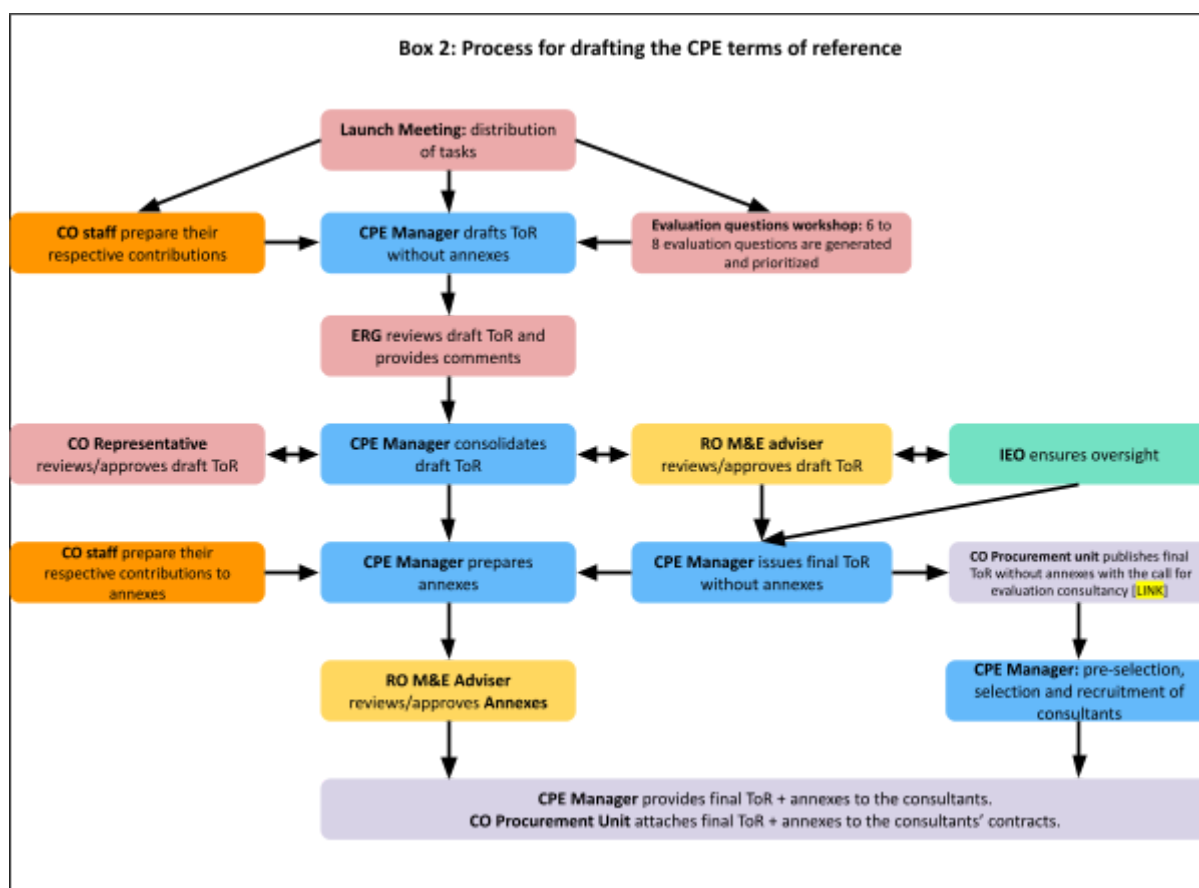 Box 2: Process for drafting the CPE terms of reference
Launch Meeting: distribution
of tasks
CO staff prepare their
respective contributions
CPE Manager drafts ToR
without annexes
Evaluation questions workshop: 6 to
8 evaluation questions are generated
and prioritized
ERG reviews draft ToR and
provides comments
CO Representative
reviews/approves draft ToR
CPE Manager consolidates
draft ToR
RO M&E adviser
reviews/approves draft ToR
IEO ensures oversight
CO staff prepare their
respective contributions to
annexes
CPE Manager prepares
annexes
CPE Manager issues final ToR
without annexes
CO Procurement unit publishes final
ToR without annexes with the call for
evaluation consultancy [LINK]
RO M&E Adviser
reviews/approves Annexes
CPE Manager: pre-selection,
selection and recruitment of
consultants
CPE Manager provides final ToR + annexes to the consultants.
CO Procurement Unit attaches final ToR + annexes to the consultants’ contracts.